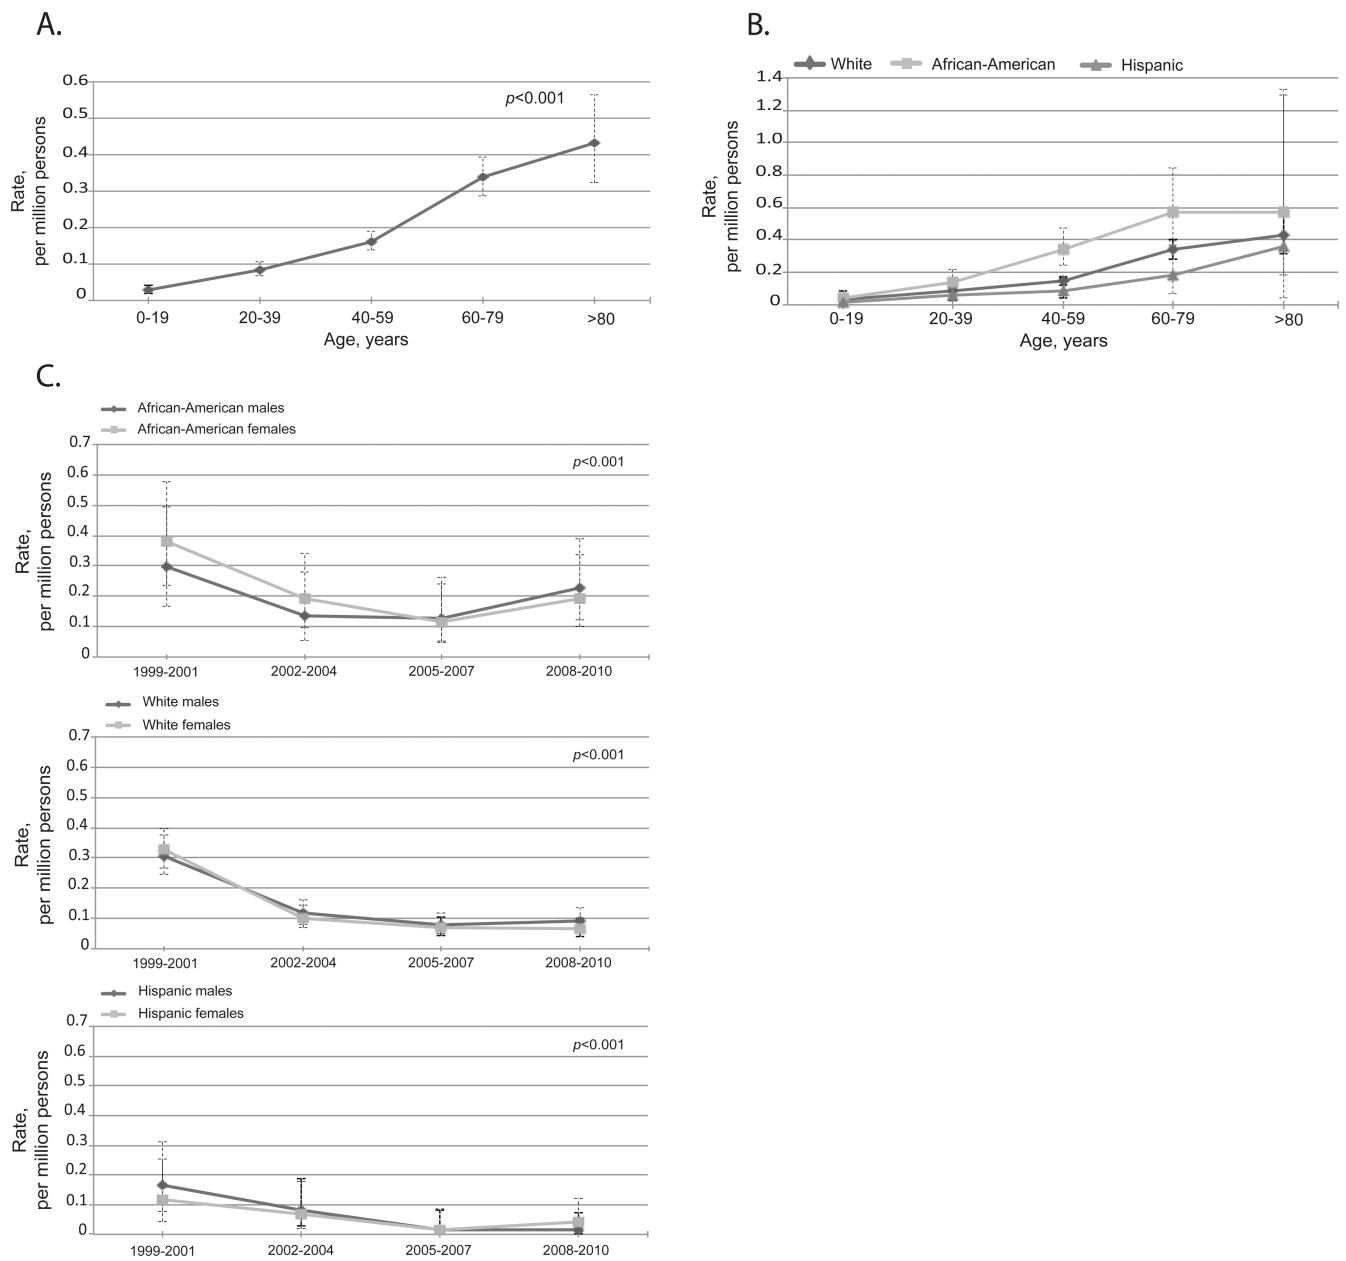 A.
0.6
0.5
0.4
0.3
0.2
0.1
0
Rate,
per million persons
p<0.001
0-19 20-39 40-59 60-79 >80
Age, years
B.
White African-American Hispanic
1.4
1.2
1.0
0.8
0.6
0.4
0.2
0
Rate,
per million persons
0-19 20-39 40-59 60-79 >80
Age, years
C.
African-American males
African-American females
0.7
0.6
0.5
0.4
0.3
0.2
0.1
0
Rate,
per million persons
p<0.001
1999-2001 2002-2004 2005-2007 2008-2010
White males
White females
0.7
0.6
0.5
0.4
0.3
0.2
0.1
0
Rate,
per million persons
p<0.001
1999-2001 2002-2004 2005-2007 2008-2010
Hispanic males
Hispanic females
0.7
0.6
0.5
0.4
0.3
0.2
0.1
0
Rate,
per million persons
p<0.001
1999-2001 2002-2004 2005-2007 2008-2010